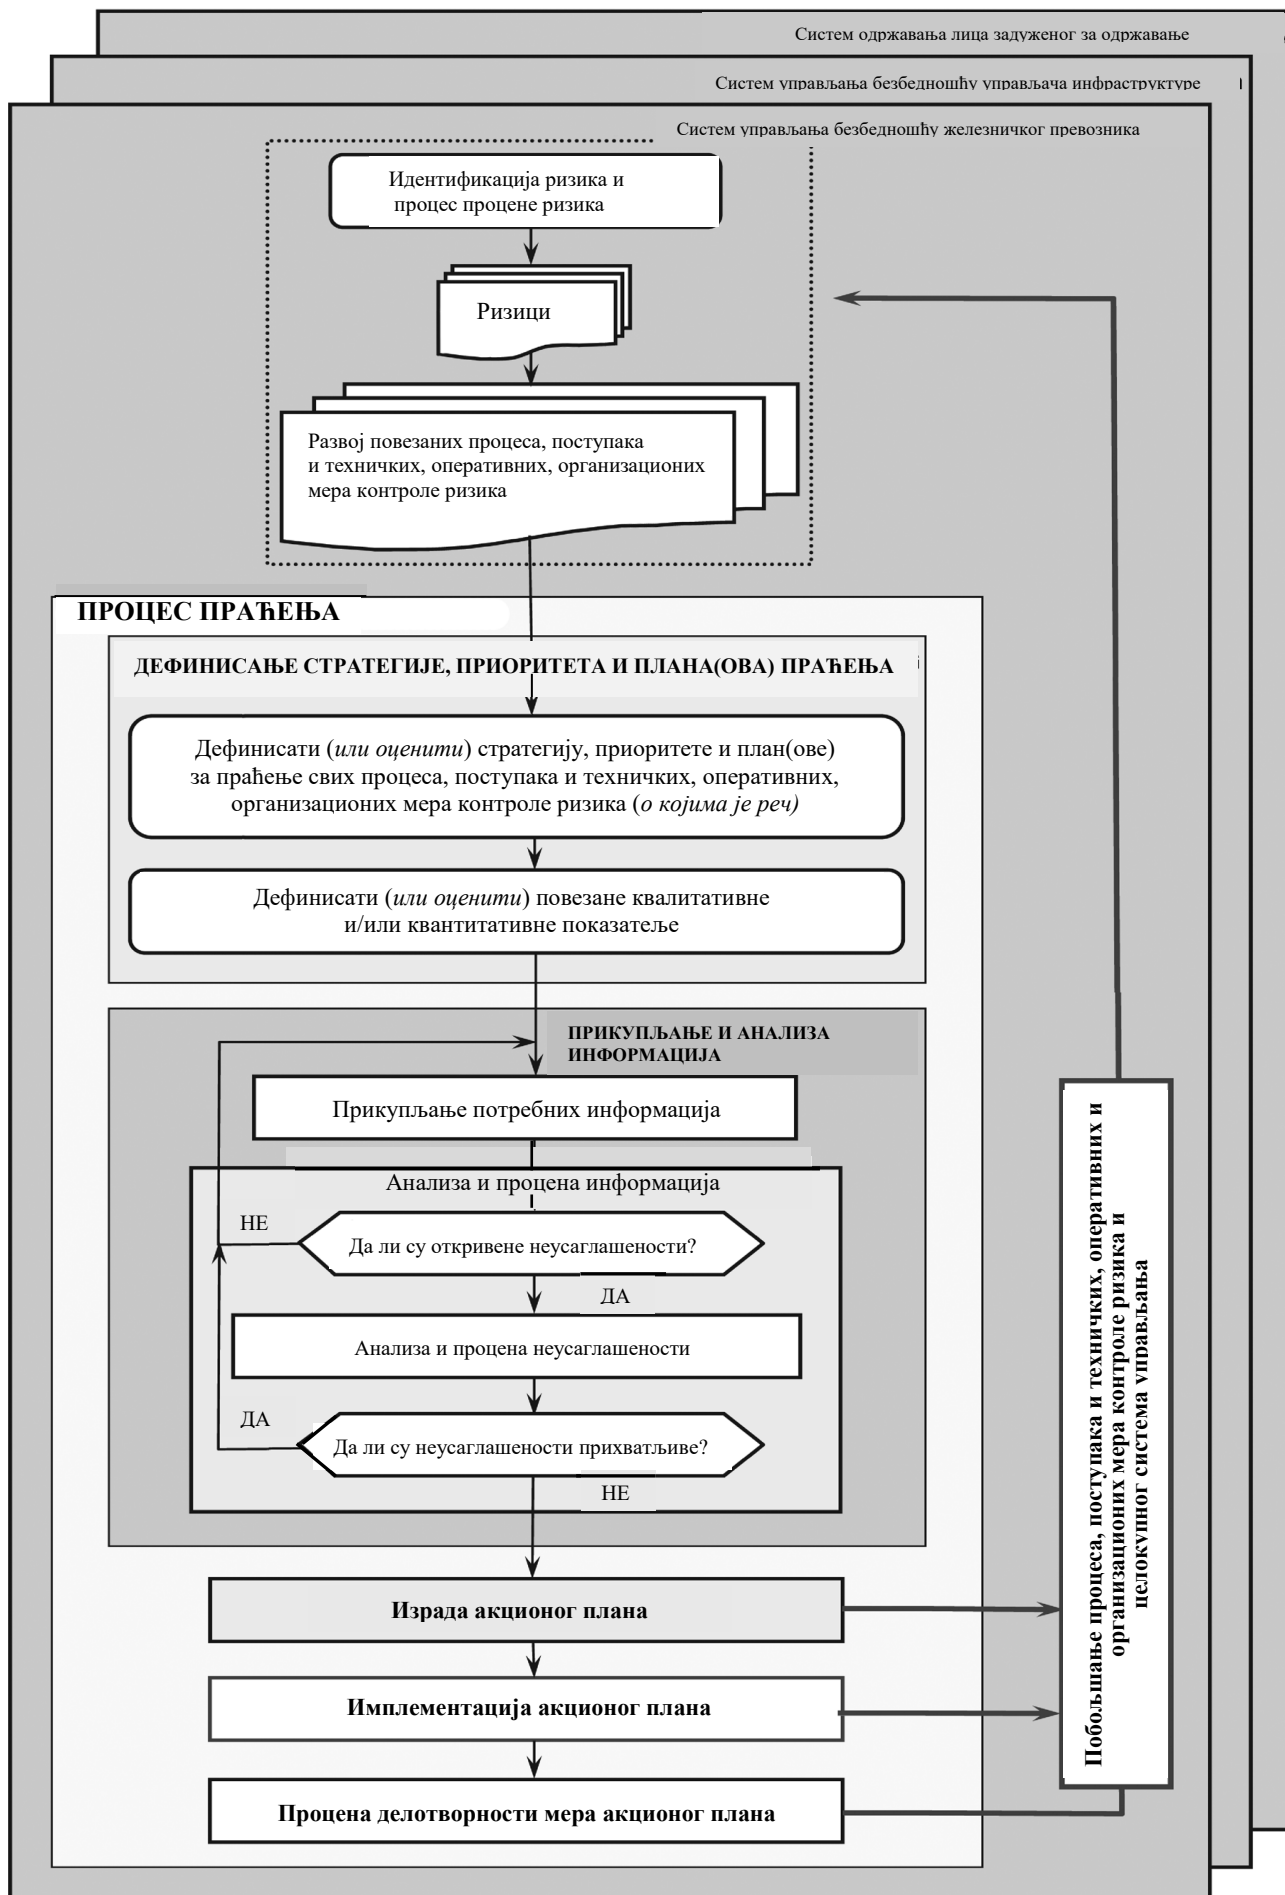 Систем одржавања лица задуженог за одржавање
Систем управљања безбедношћу управљача инфраструктуре
Систем управљања безбедношћу железничког превозника
Идентификација ризика и
процес процене ризика
Ризици
Развој повезаних процеса, поступака
и техничких, оперативних, организационих
мера контроле ризика
ПРОЦЕС ПРАЋЕЊА
ДЕФИНИСАЊЕ СТРАТЕГИЈЕ, ПРИОРИТЕТА И ПЛАНА(ОВА) ПРАЋЕЊА
Дефинисати (или оценити) стратегију, приоритете и план(ове)
за праћење свих процеса, поступака и техничких, оперативних,
организационих мера контроле ризика (о којима је реч)
Дефинисати (или оценити) повезане квалитативне
и/или квантитативне показатеље
ПРИКУПЉАЊЕ И АНАЛИЗА
ИНФОРМАЦИЈА
Прикупљање потребних информација
Анализа и процена информација
НЕ
Да ли су откривене неусаглашености?
ДА
Анализа и процена неусаглашености
ДА
Да ли су неусаглашености прихватљиве?
НЕ
Израда акционог плана
Имплементација акционог плана
Процена делотворности мера акционог плана
Побољшање процеса, поступака и техничких, оперативних и
организационих мера контроле ризика и
целокупног система управљања